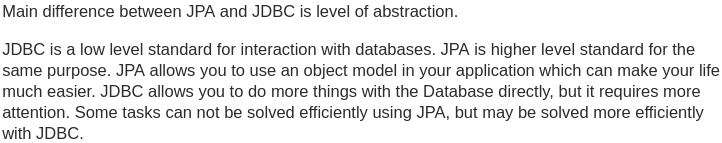 Main difference between JPA and JDBC is level of abstraction.
JDBC is a low level standard for interaction with databases. JPA is higher level standard for the
same purpose. JPA allows you to use an object model in your application which can make your life
much easier. JDBC allows you to do more things with the Database directly, but it requires more
attention. Some tasks can not be solved efficiently using JPA, but may be solved more efficiently
with JDBC.